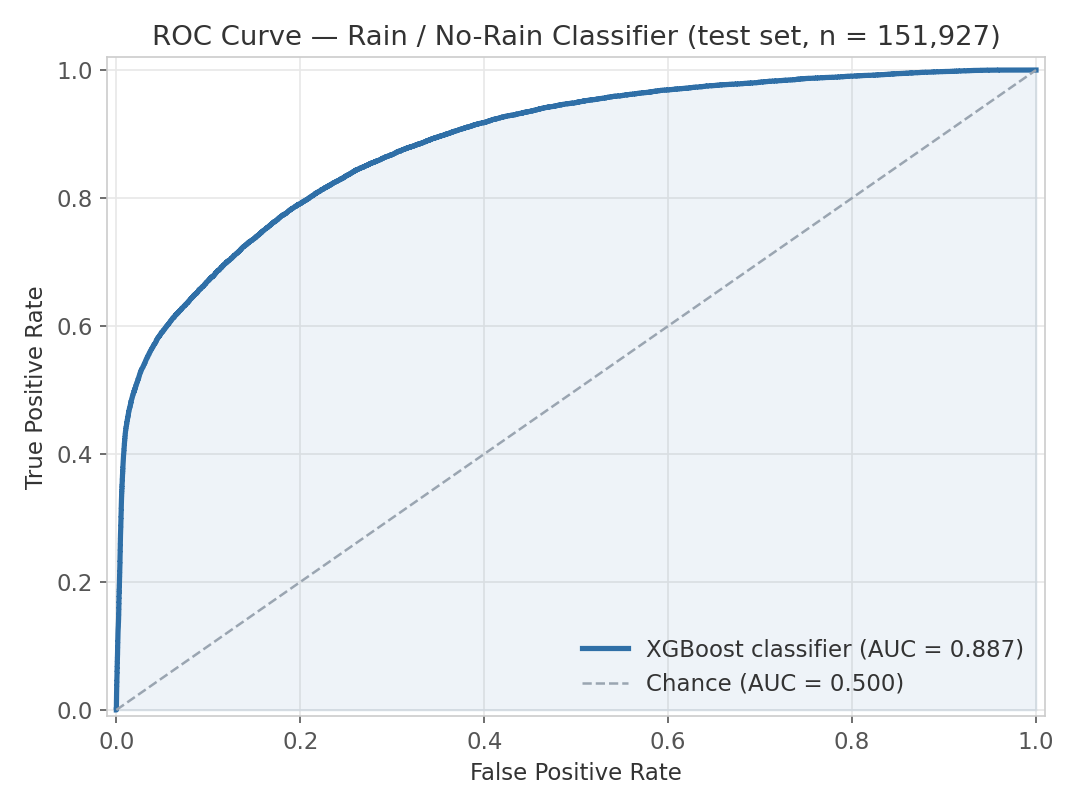 ROC Curve — Rain / No-Rain Classifier (test set, n = 151,927)
True Positive Rate
1.0
0.8
0.6
0.4
0.2
0.0
XGBoost classifier (AUC = 0.887)
Chance (AUC = 0.500)
0.0 0.2 0.4 0.6 0.8 1.0
False Positive Rate